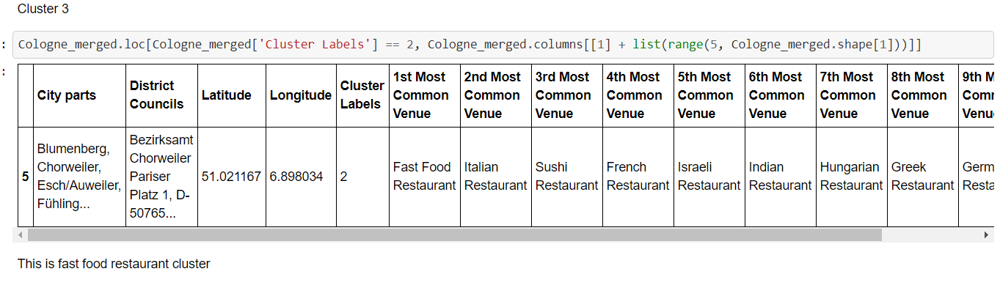 Cluster 3
: Cologne_merged.loc[Cologne_merged['Cluster Labels'] == 2, Cologne_merged.columns[[1] + list(range(5, Cologne_merged.shape[1]))]]
:
City parts District Councils Latitude Longitude Cluster Labels 1st Most Common Venue 2nd Most Common Venue 3rd Most Common Venue 4th Most Common Venue 5th Most Common Venue 6th Most Common Venue 7th Most Common Venue 8th Most Common Venue 9th M Comm Venu
5 Blumenberg, Chorweiler, Esch/Auweiler, Fühling... Bezirksamt Chorweiler Pariser Platz 1, D-50765... 51.021167 6.898034 2 Fast Food Restaurant Italian Restaurant Sushi Restaurant French Restaurant Israeli Restaurant Indian Restaurant Hungarian Restaurant Greek Restaurant Germ Resta
This is fast food restaurant cluster